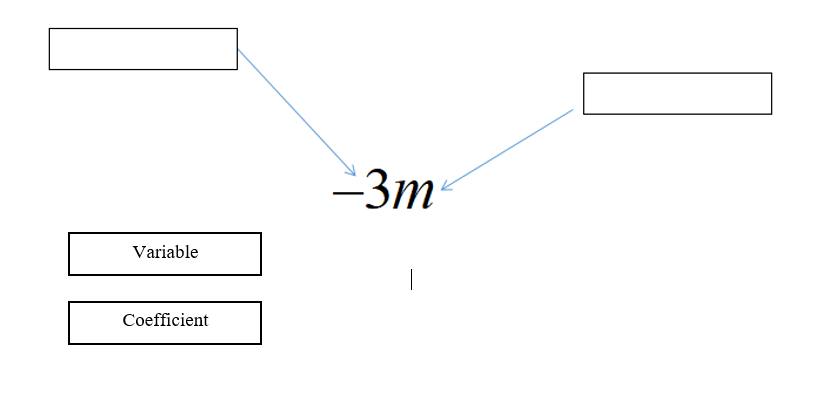 −3m
Variable
Coefficient